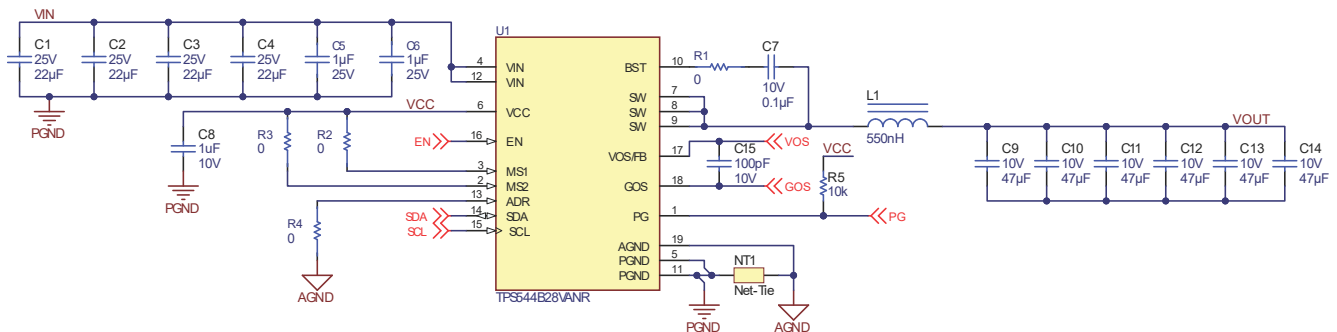 VIN
C1
25V
22µF
C2
25V
22µF
C3
25V
22µF
C4
25V
22µF
C5
1µF
25V
C6
1µF
25V
PGND
C8
1uF
10V
PGND
VCC
R3
0
R2
0
EN
R4
0
AGND
SDA
SCL
U1
4
VIN
12
VIN
6
VCC
16
EN
3
MS1
2
MS2
13
ADR
14
SDA
15
SCL
BST
10
SW
7
SW
8
SW
9
VOS/FB
17
GOS
18
PG
1
AGND
19
PGND
5
PGND
11
TPS544B28VANR
R1
0
C7
10V
0.1µF
L1
550nH
VOUT
C15
100pF
10V
VOS
GOS
VCC
R5
10k
PG
NT1
Net-Tie
PGND
AGND
C9
10V
47µF
C10
10V
47µF
C11
10V
47µF
C12
10V
47µF
C13
10V
47µF
C14
10V
47µF